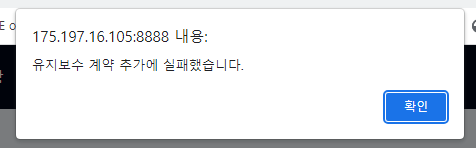 175.197.16.105:8888 내용:
유지보수 계약 추가에 실패했습니다.
확인